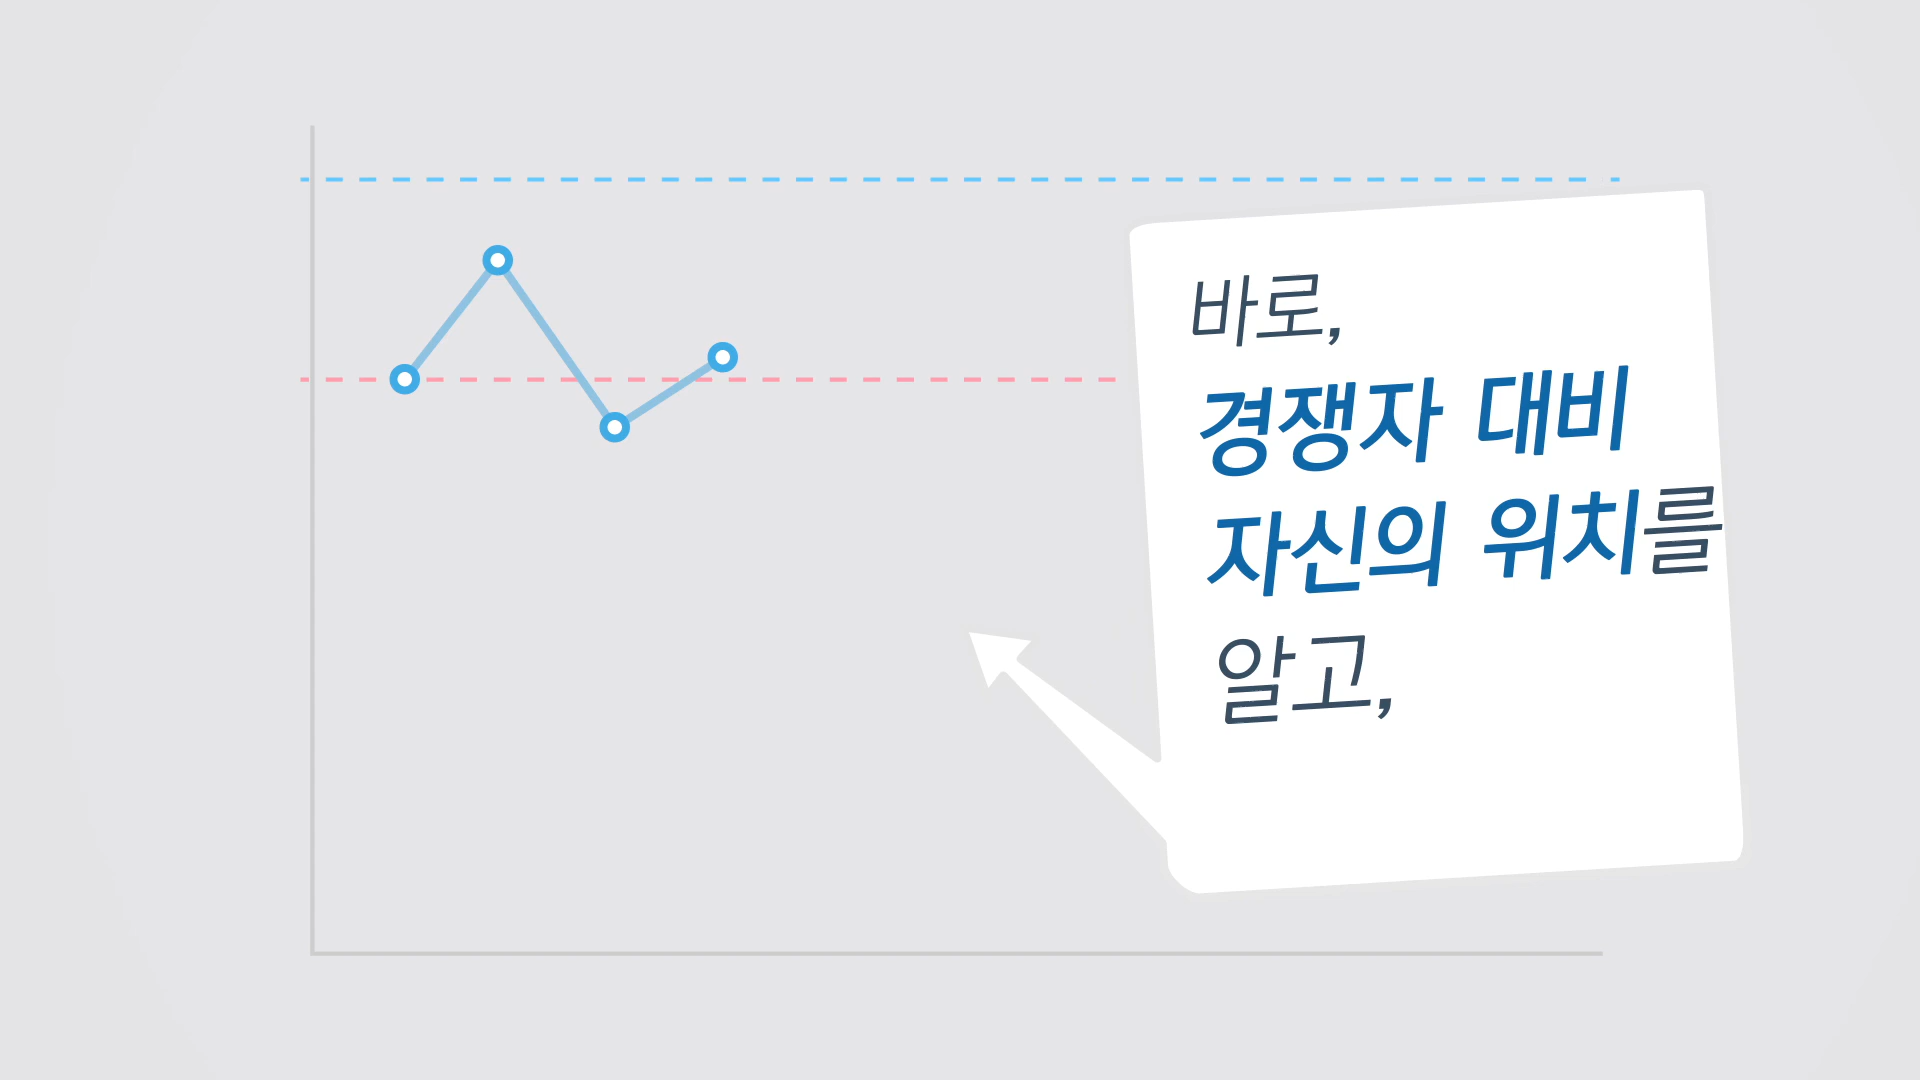 바로,
경쟁자 대비
자신의 위치를
알고,